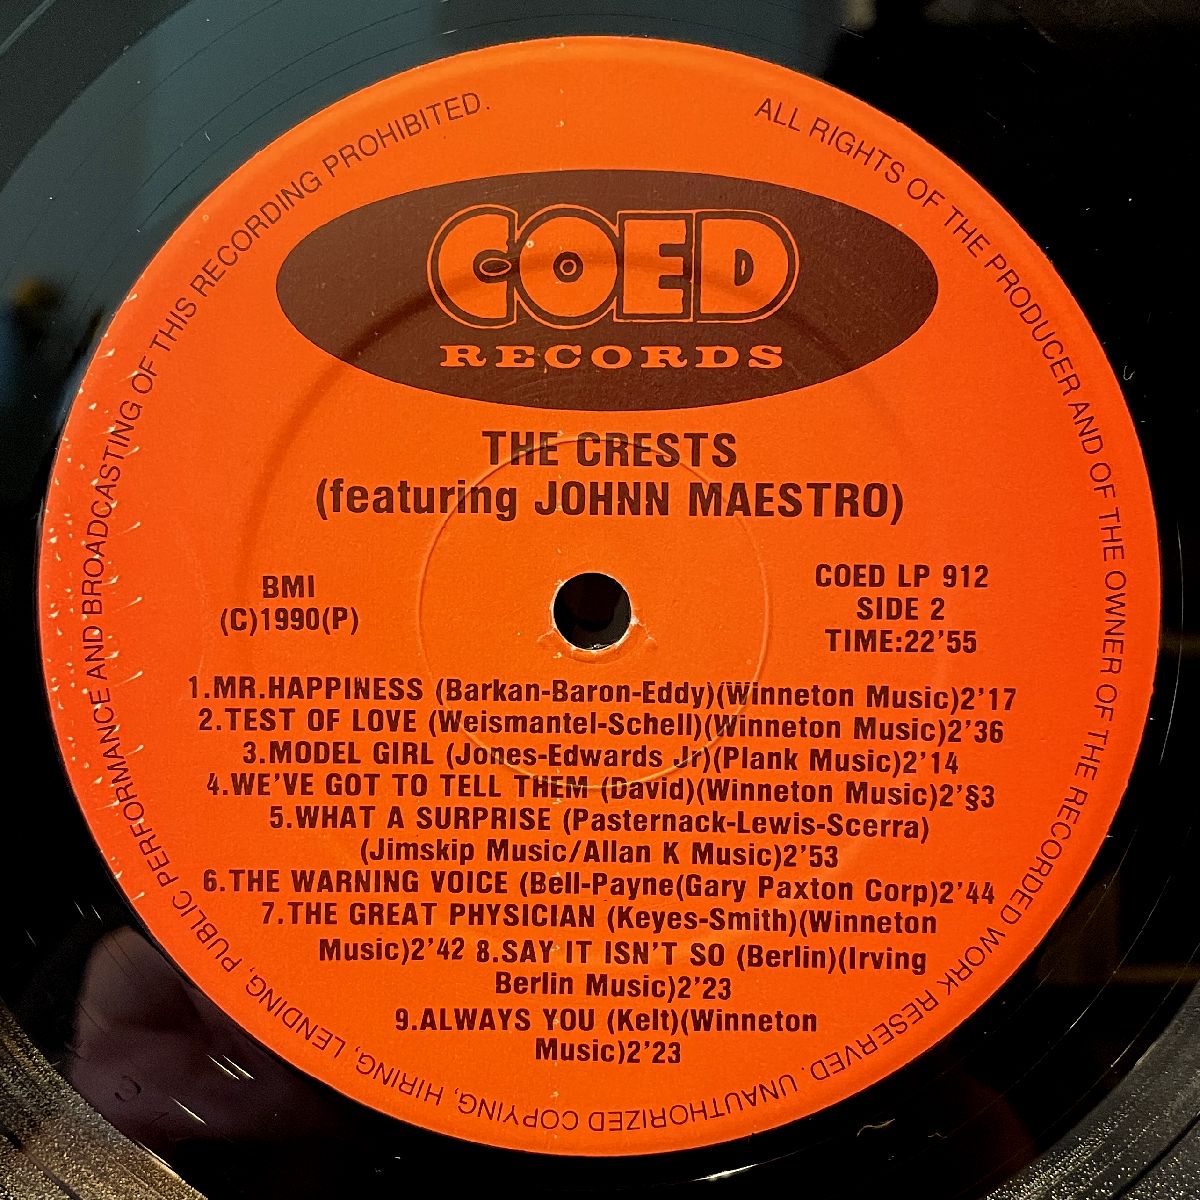 COED
RECORDS
THE CRESTS
(featuring JOHNN MAESTRO)
BMI
(C)1990(P)
COED LP 912
SIDE 2
TIME:22'55
1.MR.HAPPINESS (Barkan-Baron-Eddy)(Winneton Music)2'17
2.TEST OF LOVE (Weismantel-Schell)(Winneton Music)2'36
3.MODEL GIRL (Jones-Edwards Jr)(Plank Music)2'14
4.WE'VE GOT TO TELL THEM (David)(Winneton Music)2'§3
5.WHAT A SURPRISE (Pasternack-Lewis-Scerra)
(Jimskip Music/Allan K Music)2'53
6.THE WARNING VOICE (Bell-Payne(Gary Paxton Corp)2'44
7.THE GREAT PHYSICIAN (Keyes-Smith)(Winneton
Music)2'42 8.SAY IT ISN'T SO (Berlin)(Irving
Berlin Music)2'23
9.ALWAYS YOU (Kelt)(Winneton
Music)2'23
ALL RIGHTS OF THE PRODUCER AND OF THE OWNER OF THE RECORDED WORK RESERVED. UNAUTHORIZED COPYING, HIRING, LENDING, PUBLIC PERFORMANCE AND BROADCASTING OF THIS RECORDING PROHIBITED.